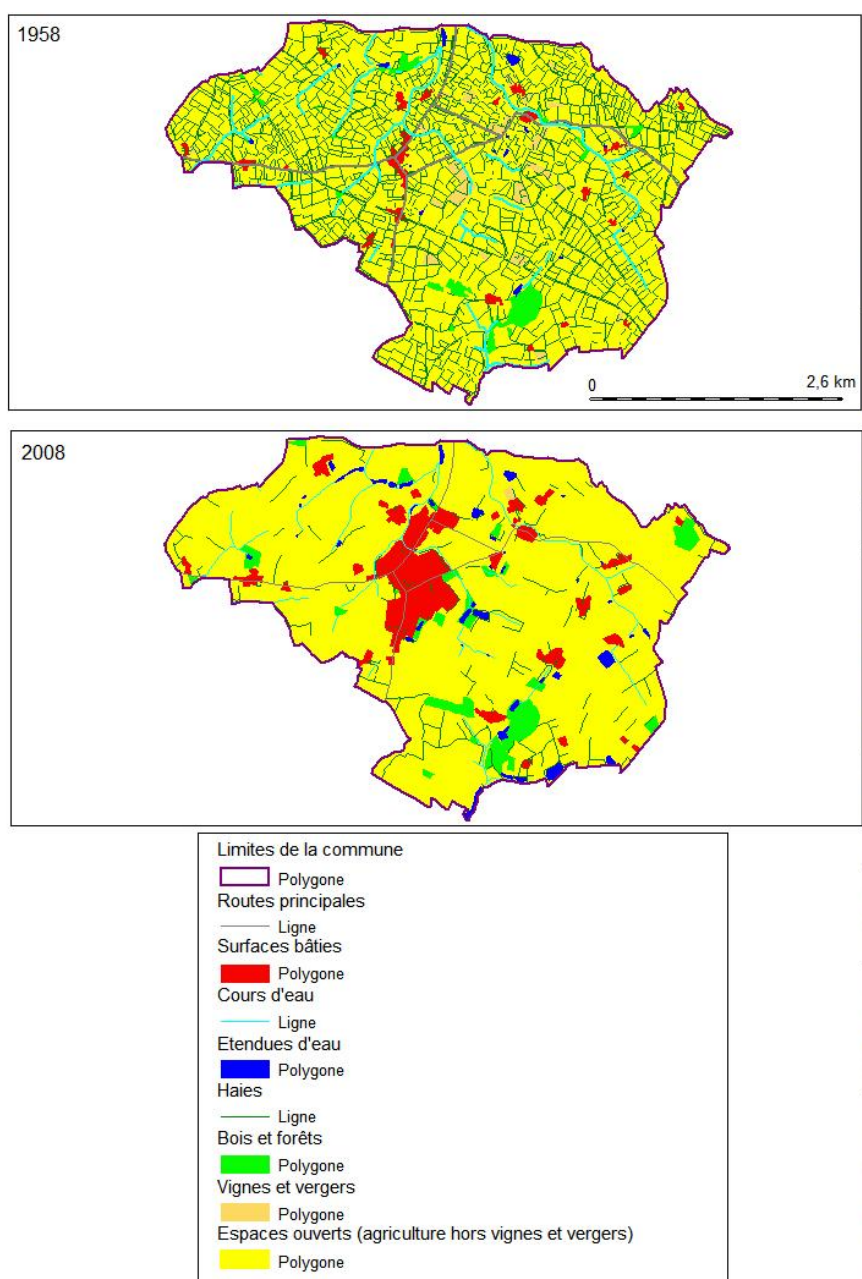 1958
0 2,6 km
2008
Limites de la commune
Polygone
Routes principales
Ligne
Surfaces bâties
Polygone
Cours d'eau
Ligne
Etendues d'eau
Polygone
Haies
Ligne
Bois et forêts
Polygone
Vignes et vergers
Polygone
Espaces ouverts (agriculture hors vignes et vergers)
Polygone